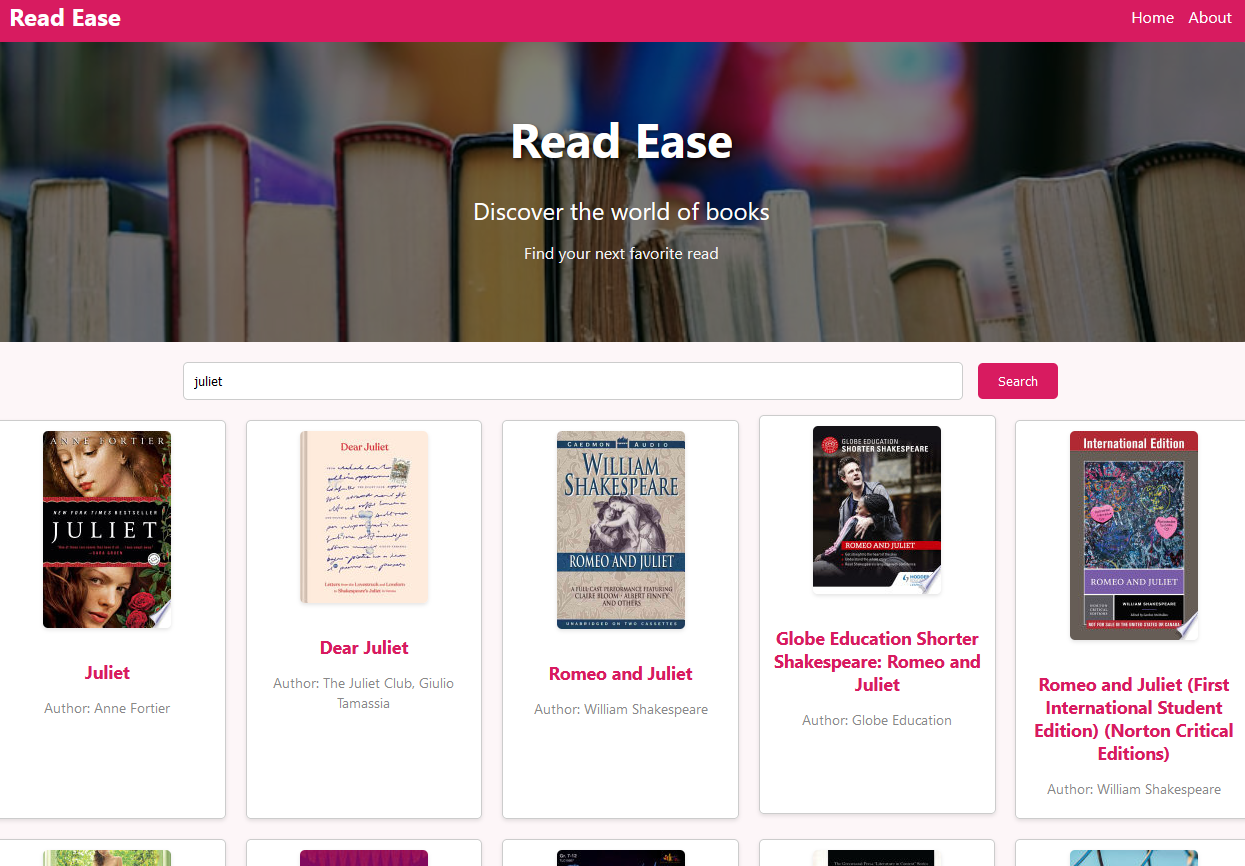 Read Ease
Home About
Read Ease
Discover the world of books
Find your next favorite read
juliet
Search
ANNE FORTIER
NEW YORK TIMES BESTSELLER
JULIET
Juliet
Author: Anne Fortier
Dear Juliet
Letters from the Lovestruck and Lovelorn
to Shakespeare's Juliet in Verona
Dear Juliet
Author: The Juliet Club, Giulio
Tamassia
CAEDMON AUDIO
WILLIAM
SHAKESPEARE
ROMEO AND JULIET
A FULL-CAST PERFORMANCE FEATURING
CLAIRE BLOOM · ALBERT FINNEY
AND OTHERS
UNABRIDGED ON TWO CASSETTES
Romeo and Juliet
Author: William Shakespeare
GLOBE EDUCATION
SHORTER SHAKESPEARE
ROMEO AND JULIET
Globe Education Shorter
Shakespeare: Romeo and
Juliet
Author: Globe Education
International Edition
ROMEO AND JULIET
NORTON
CRITICAL
EDITIONS
WILLIAM SHAKESPEARE
NOT FOR SALE IN THE UNITED STATES OR CANADA
Romeo and Juliet (First
International Student
Edition) (Norton Critical
Editions)
Author: William Shakespeare